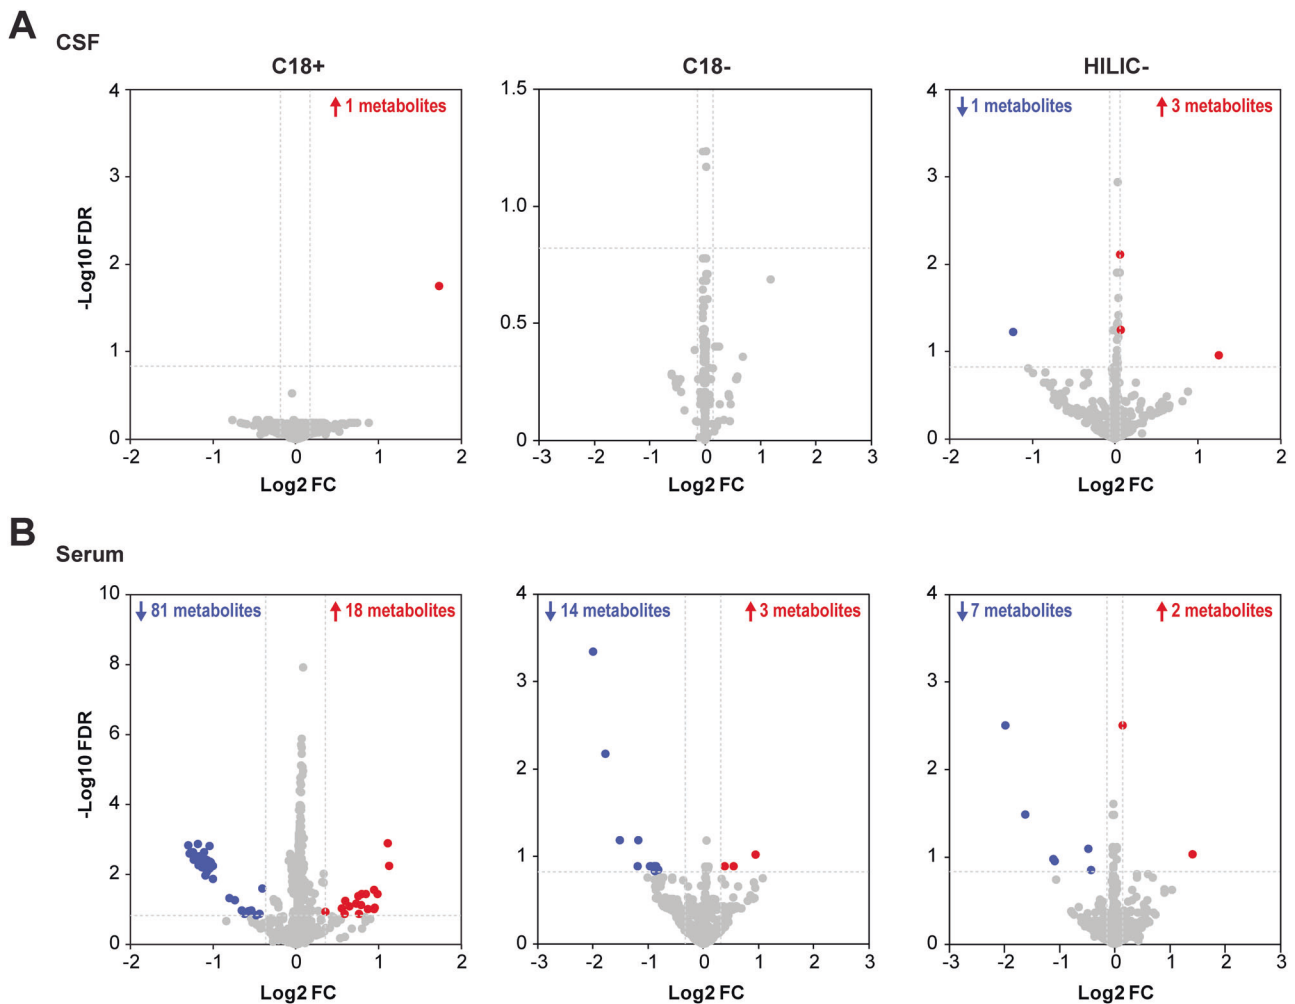 A
CSF
C18+
C18-
HILIC-
-Log10 FDR
4
3
2
1
0
↑ 1 metabolites
-2
-1
0
1
2
Log2 FC
1.5
1.0
0.5
0
-3
-2
-1
0
1
2
3
Log2 FC
4
3
2
1
0
↓ 1 metabolites
↑ 3 metabolites
-2
-1
0
1
2
Log2 FC
B
Serum
-Log10 FDR
10
8
6
4
2
0
↓ 81 metabolites
↑ 18 metabolites
-2
-1
0
1
2
Log2 FC
4
3
2
1
0
↓ 14 metabolites
↑ 3 metabolites
-3
-2
-1
0
1
2
3
Log2 FC
4
3
2
1
0
↓ 7 metabolites
↑ 2 metabolites
-2
-1
0
1
2
Log2 FC